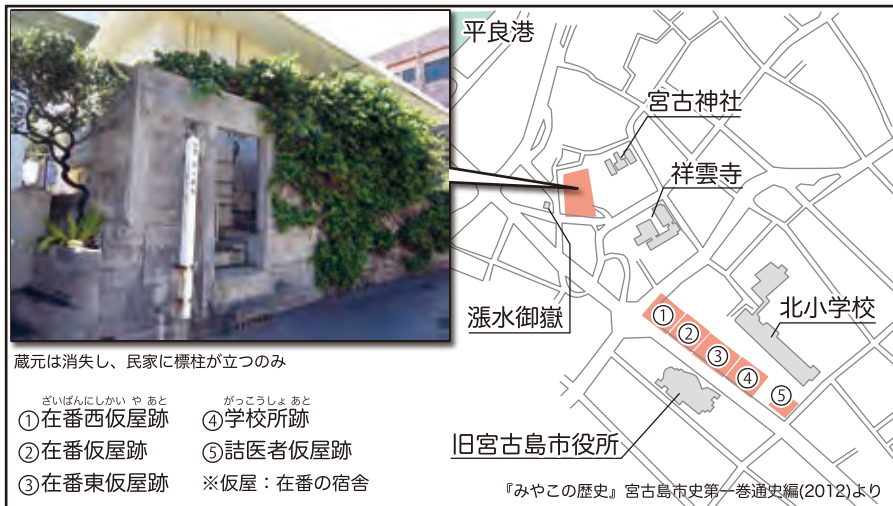 平良港
宮古神社
祥雲寺
漲水御嶽
北小学校
旧宮古島市役所
①
②
③
④
⑤
蔵元は消失し、民家に標柱が立つのみ
ざいばんにしかいやあと
①在番西仮屋跡
②在番仮屋跡
③在番東仮屋跡
がっこうしょあと
④学校所跡
⑤詰医者仮屋跡
※仮屋：在番の宿舎
『みやこの歴史』宮古島市史第一巻通史編(2012)より